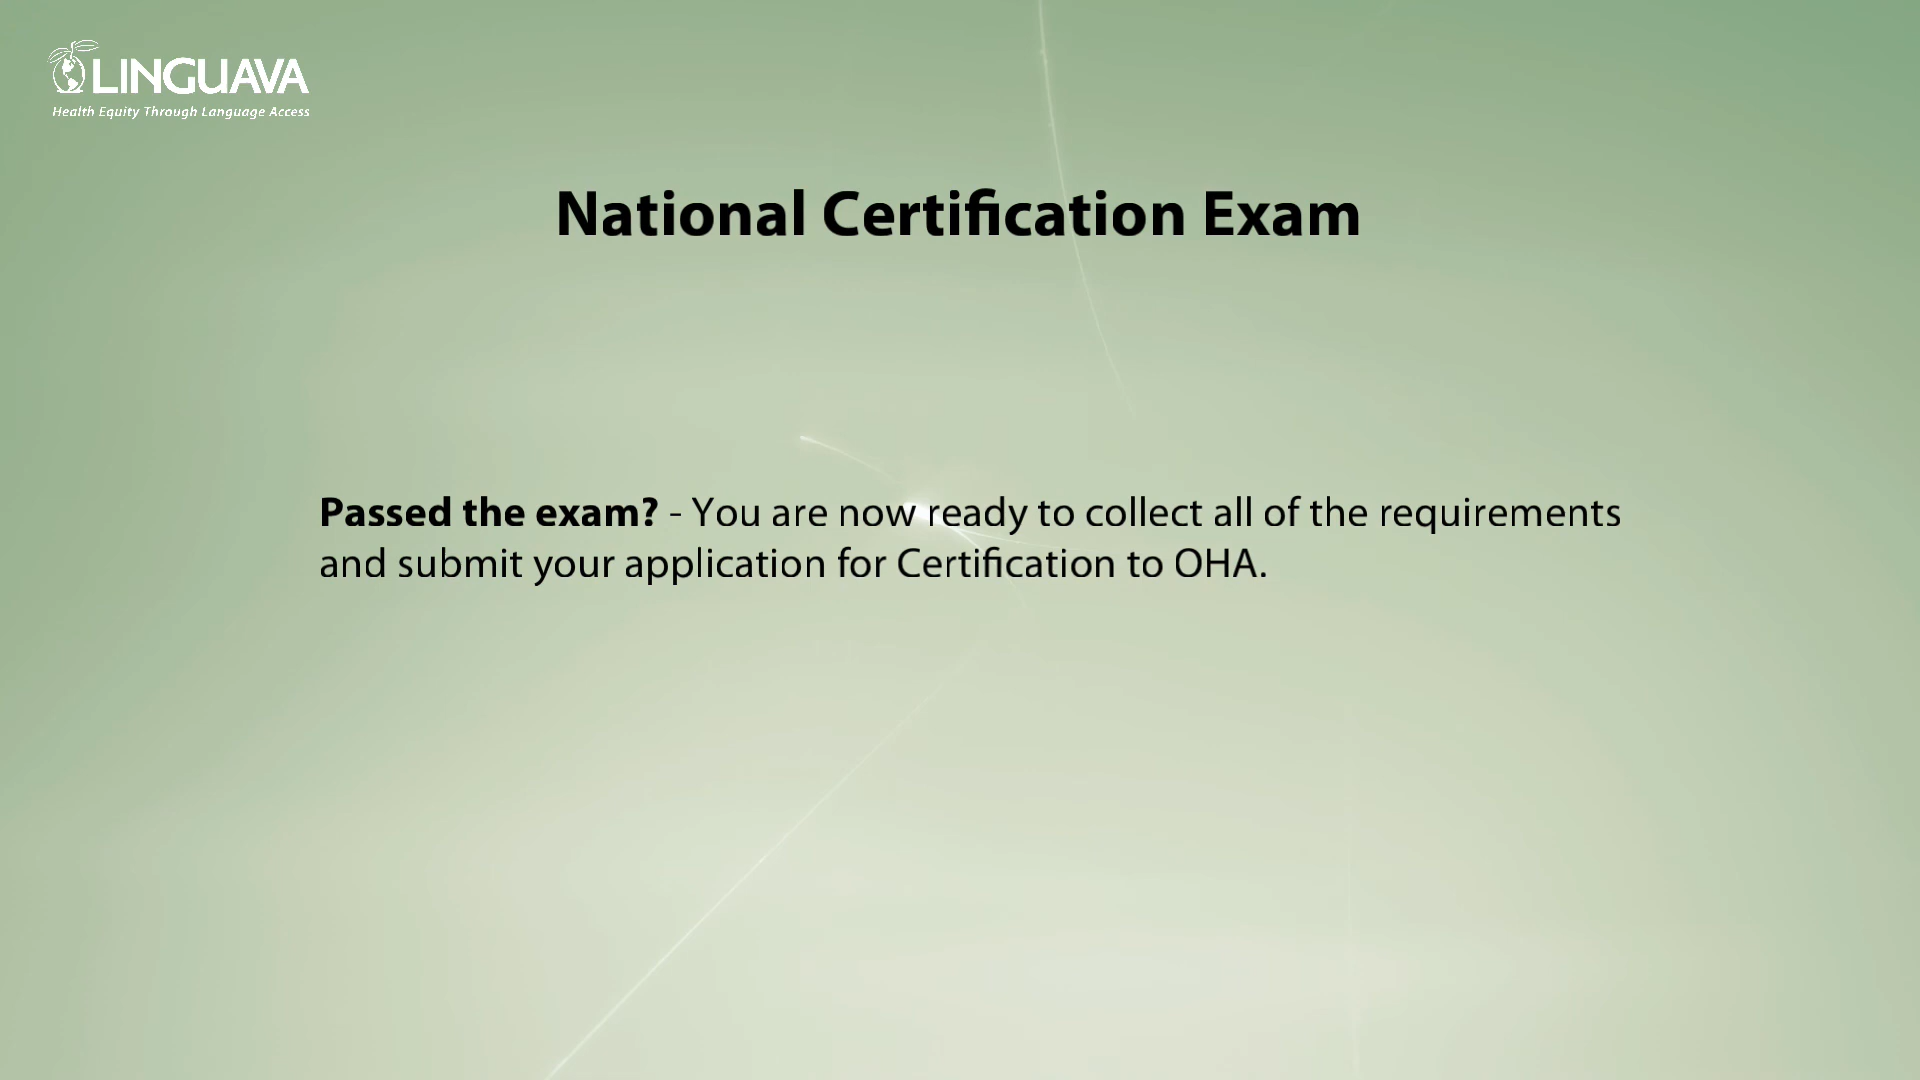 LINGUAVA
Health Equity Through Language Access
National Certification Exam
Passed the exam? - You are now ready to collect all of the requirements
and submit your application for Certification to OHA.